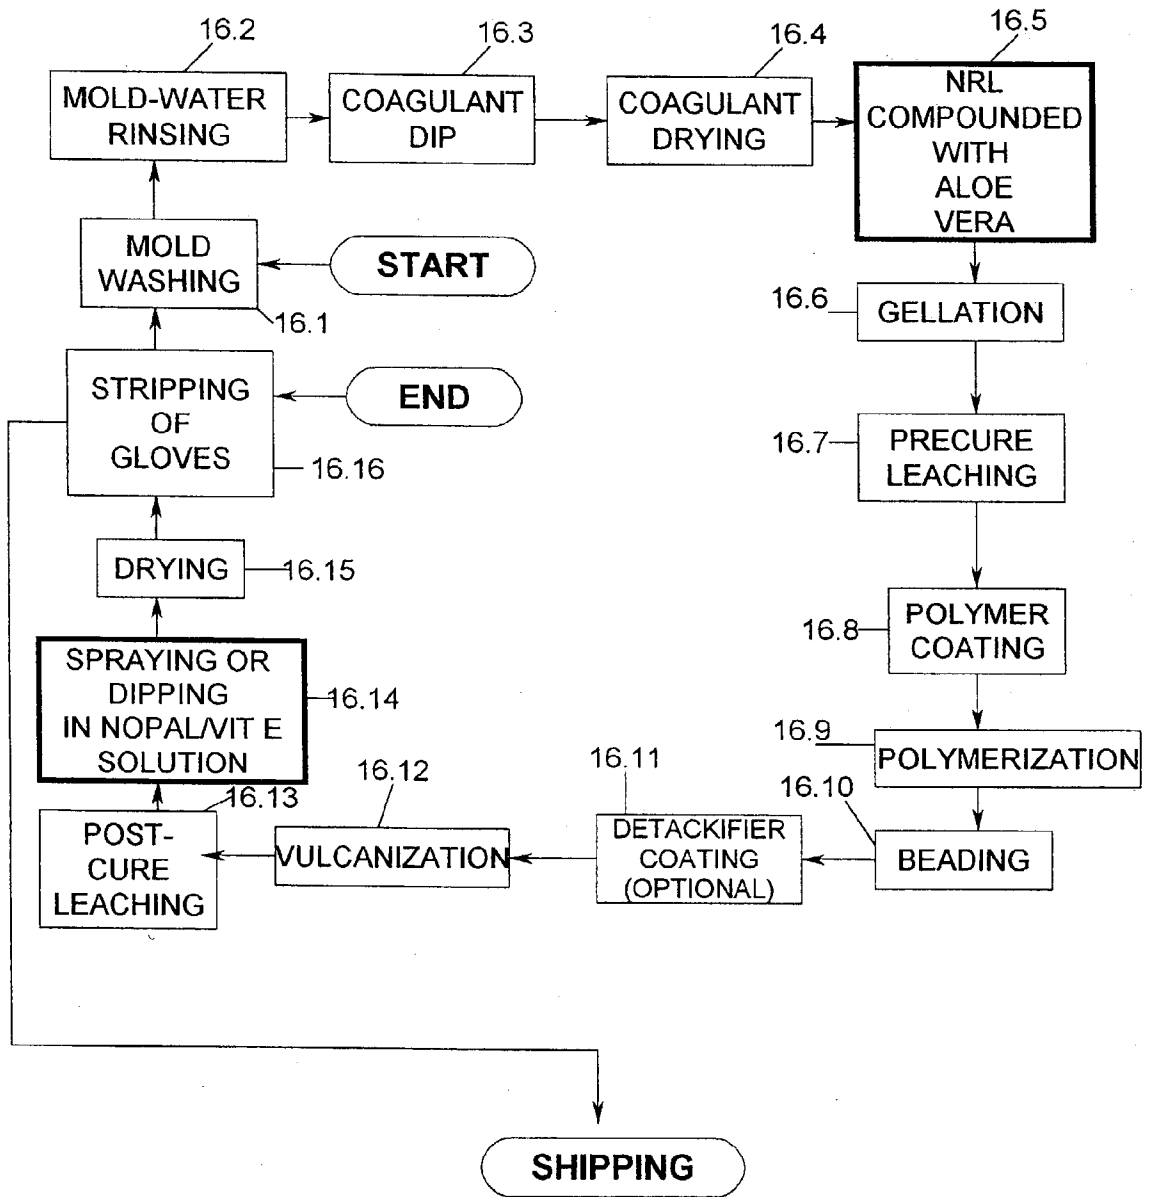 16.2
MOLD-WATER
RINSING
16.3
COAGULANT
DIP
16.4
COAGULANT
DRYING
16.5
NRL
COMPOUNDED
WITH
ALOE
VERA
MOLD
WASHING
16.1
START
16.6
GELLATION
STRIPPING
OF
GLOVES
16.16
END
16.7
PRECURE
LEACHING
DRYING
16.15
16.8
POLYMER
COATING
SPRAYING OR
DIPPING
IN NOPAL/VIT E
SOLUTION
16.14
16.9
POLYMERIZATION
16.10
BEADING
16.11
DETACKIFIER
COATING
(OPTIONAL)
16.12
VULCANIZATION
16.13
POST-
CURE
LEACHING
SHIPPING